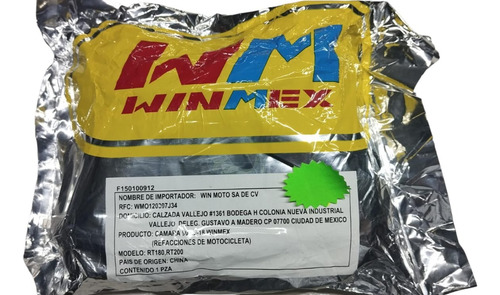 WM
WINMEX
F150100912
NOMBRE DE IMPORTADOR: WIN MOTO SA DE CV
RFC: WMO120307J34
DOMICILIO: CALZADA VALLEJO #1361 BODEGA H COLONIA NUEVA INDUSTRIAL
VALLEJO, DELEG. GUSTAVO A MADERO CP 07700 CIUDAD DE MEXICO
PRODUCTO: CAMARA WINMEX
(REFACCIONES DE MOTOCICLETA)
MODELO: RT180,RT200
PAIS DE ORIGEN: CHINA
CONTENIDO 1 PZA